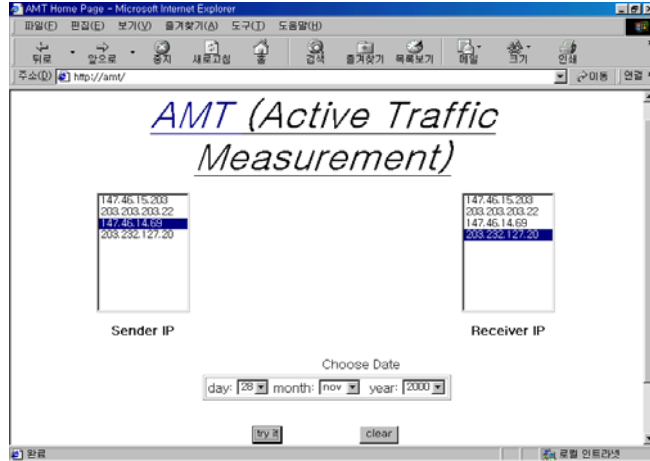 AMT Home Page - Microsoft Internet Explorer
파일(F) 편집(E) 보기(V) 즐겨찾기(A) 도구(T) 도움말(H)
뒤로 앞으로 중지 새로고침 홈 검색 즐겨찾기 목록보기 메일 크기 인쇄
주소(D) http://amt/ 이동 연결
AMT (Active Traffic
Measurement)
147.46.15.203 147.46.15.203
203.203.203.22 203.203.203.22
147.46.14.69 147.46.14.69
203.232.127.20 203.232.127.20
Sender IP Receiver IP
Choose Date
day: 28 month: nov year: 2000
try it clear
완료 로컬 인트라넷